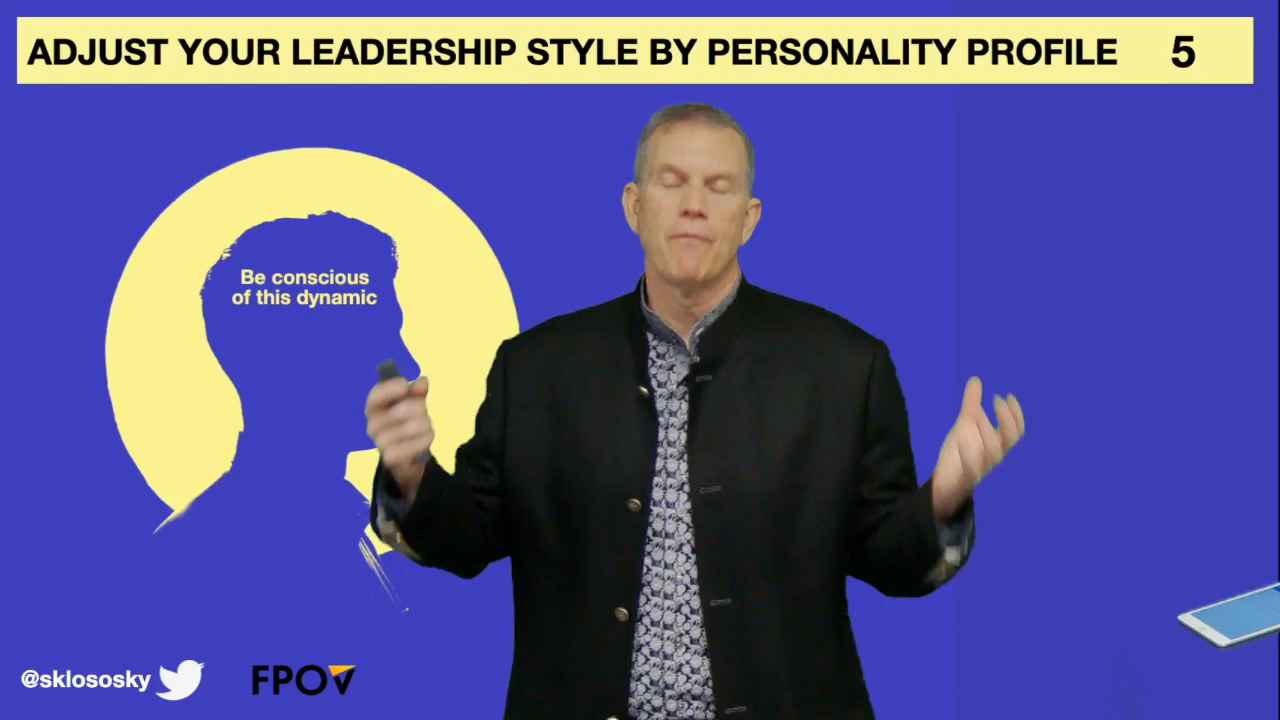 ADJUST YOUR LEADERSHIP STYLE BY PERSONALITY PROFILE 5
Be conscious
of this dynamic
@sklososky
FPOV